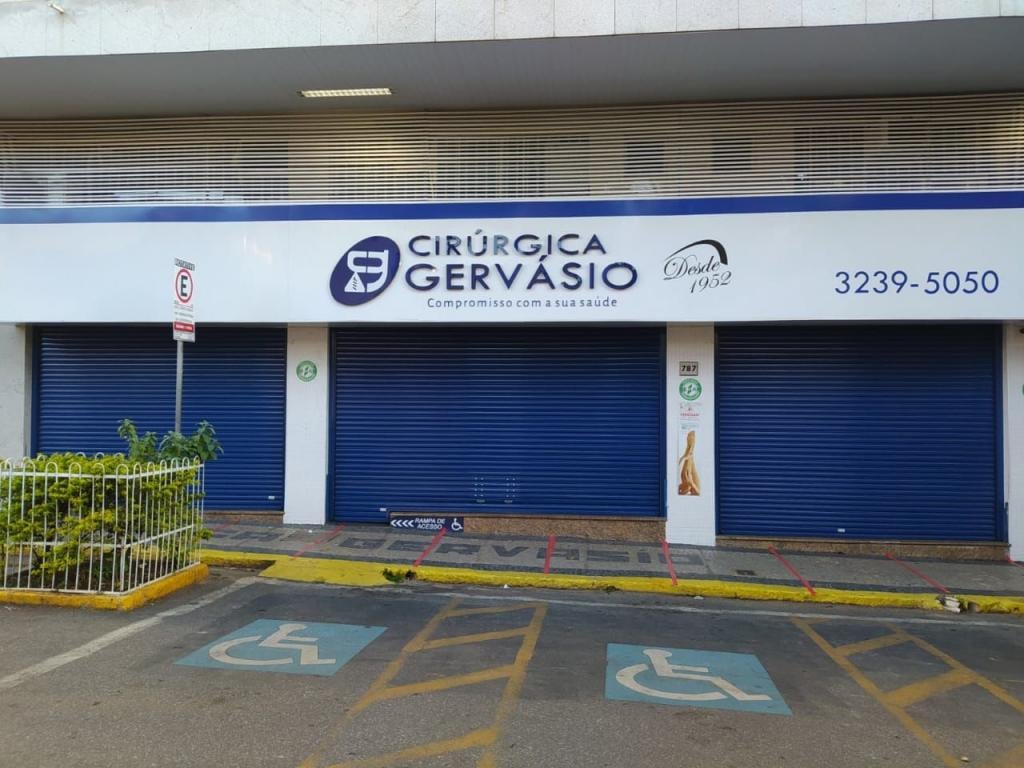 CIRÚRGICA
GERVÁSIO
Compromisso com a sua saúde
Desde
1952
3239-5050
E
787
RAMPA DE
ACESSO
GERVÁSIO